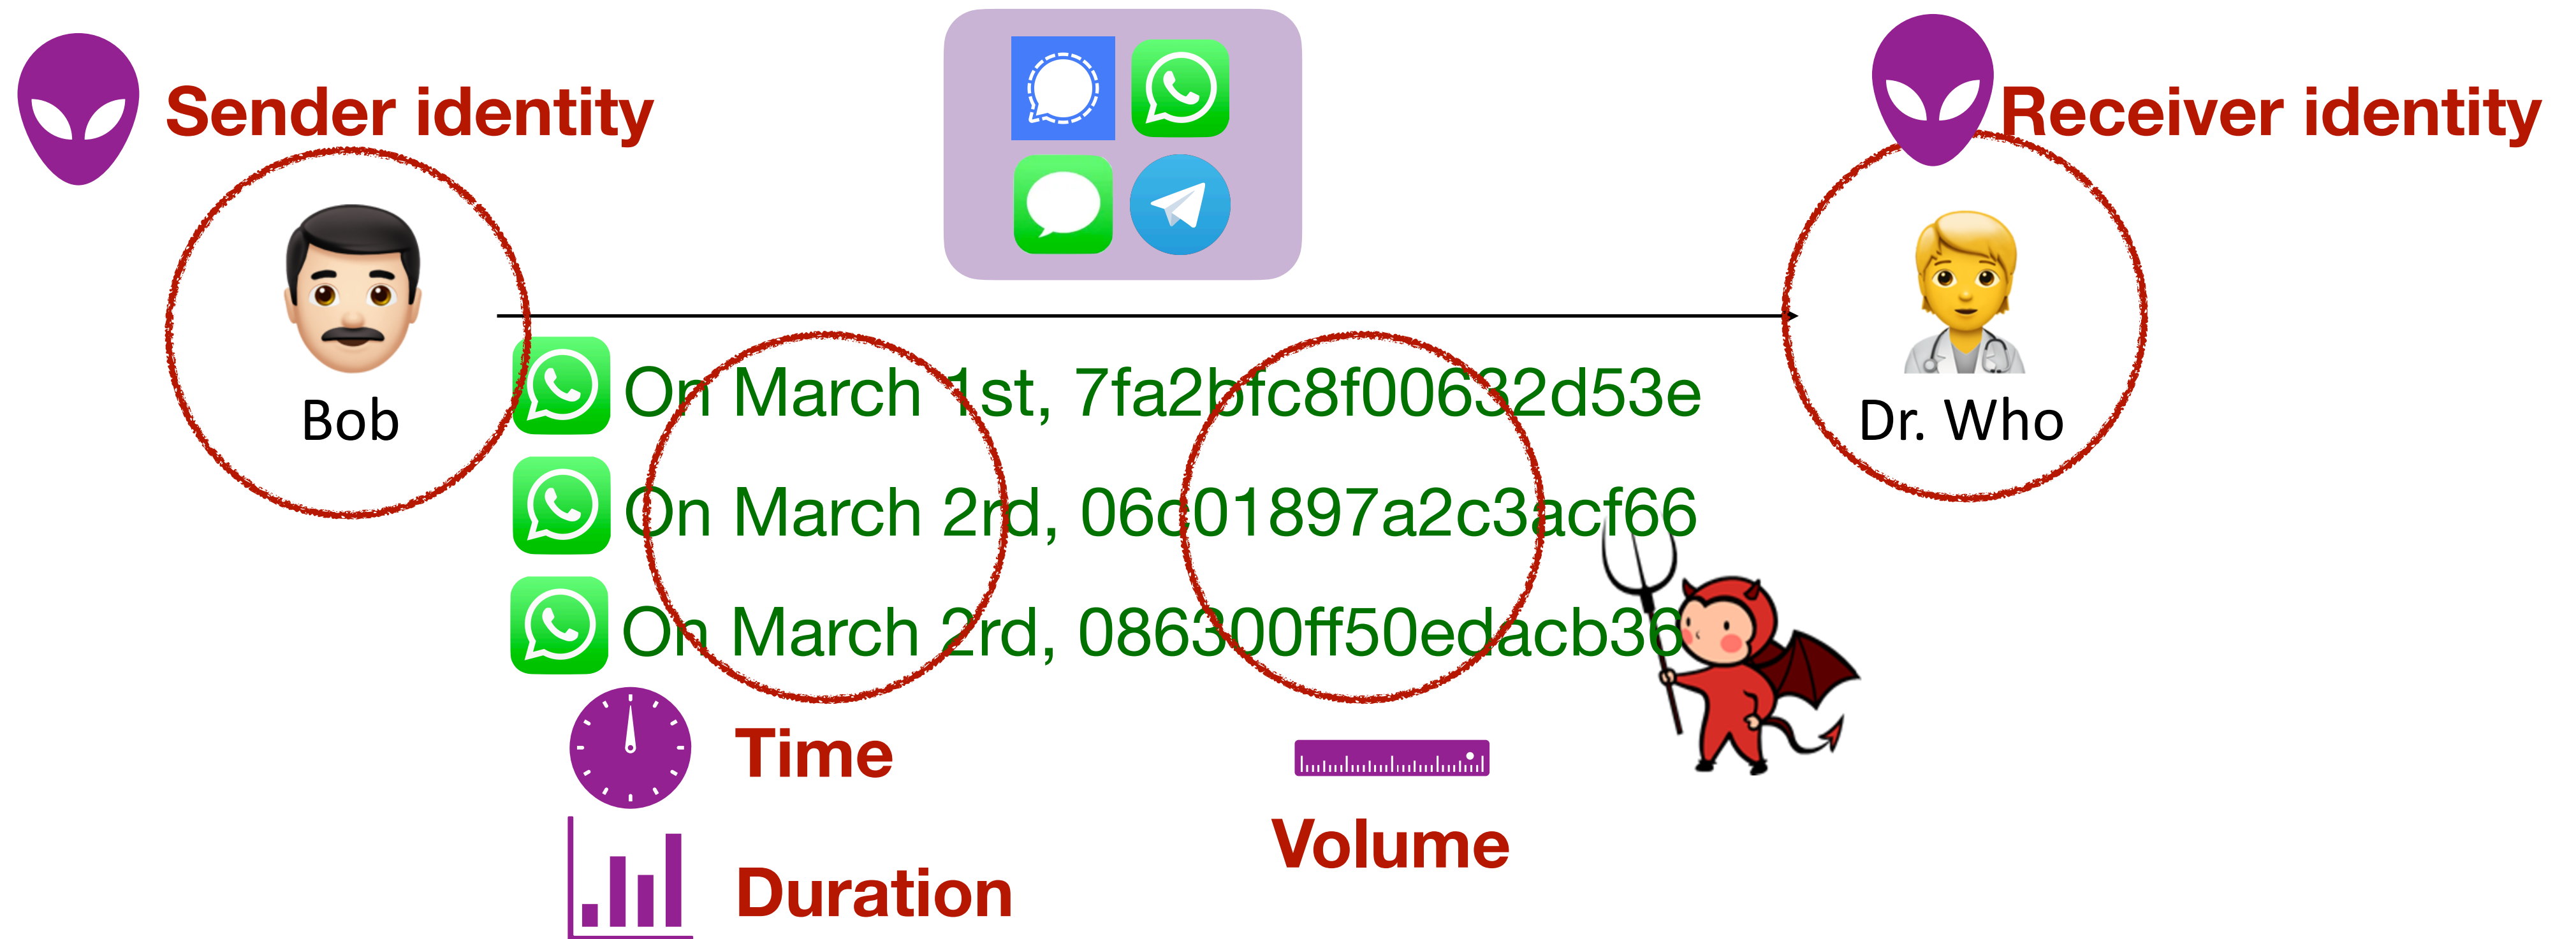 Sender identity
Receiver identity
Bob
Dr. Who
On March 1st, 7fa2bfc8f00632d53e
On March 2rd, 06c01897a2c3acf66
On March 2rd, 086300ff50edacb36
Time
Volume
Duration